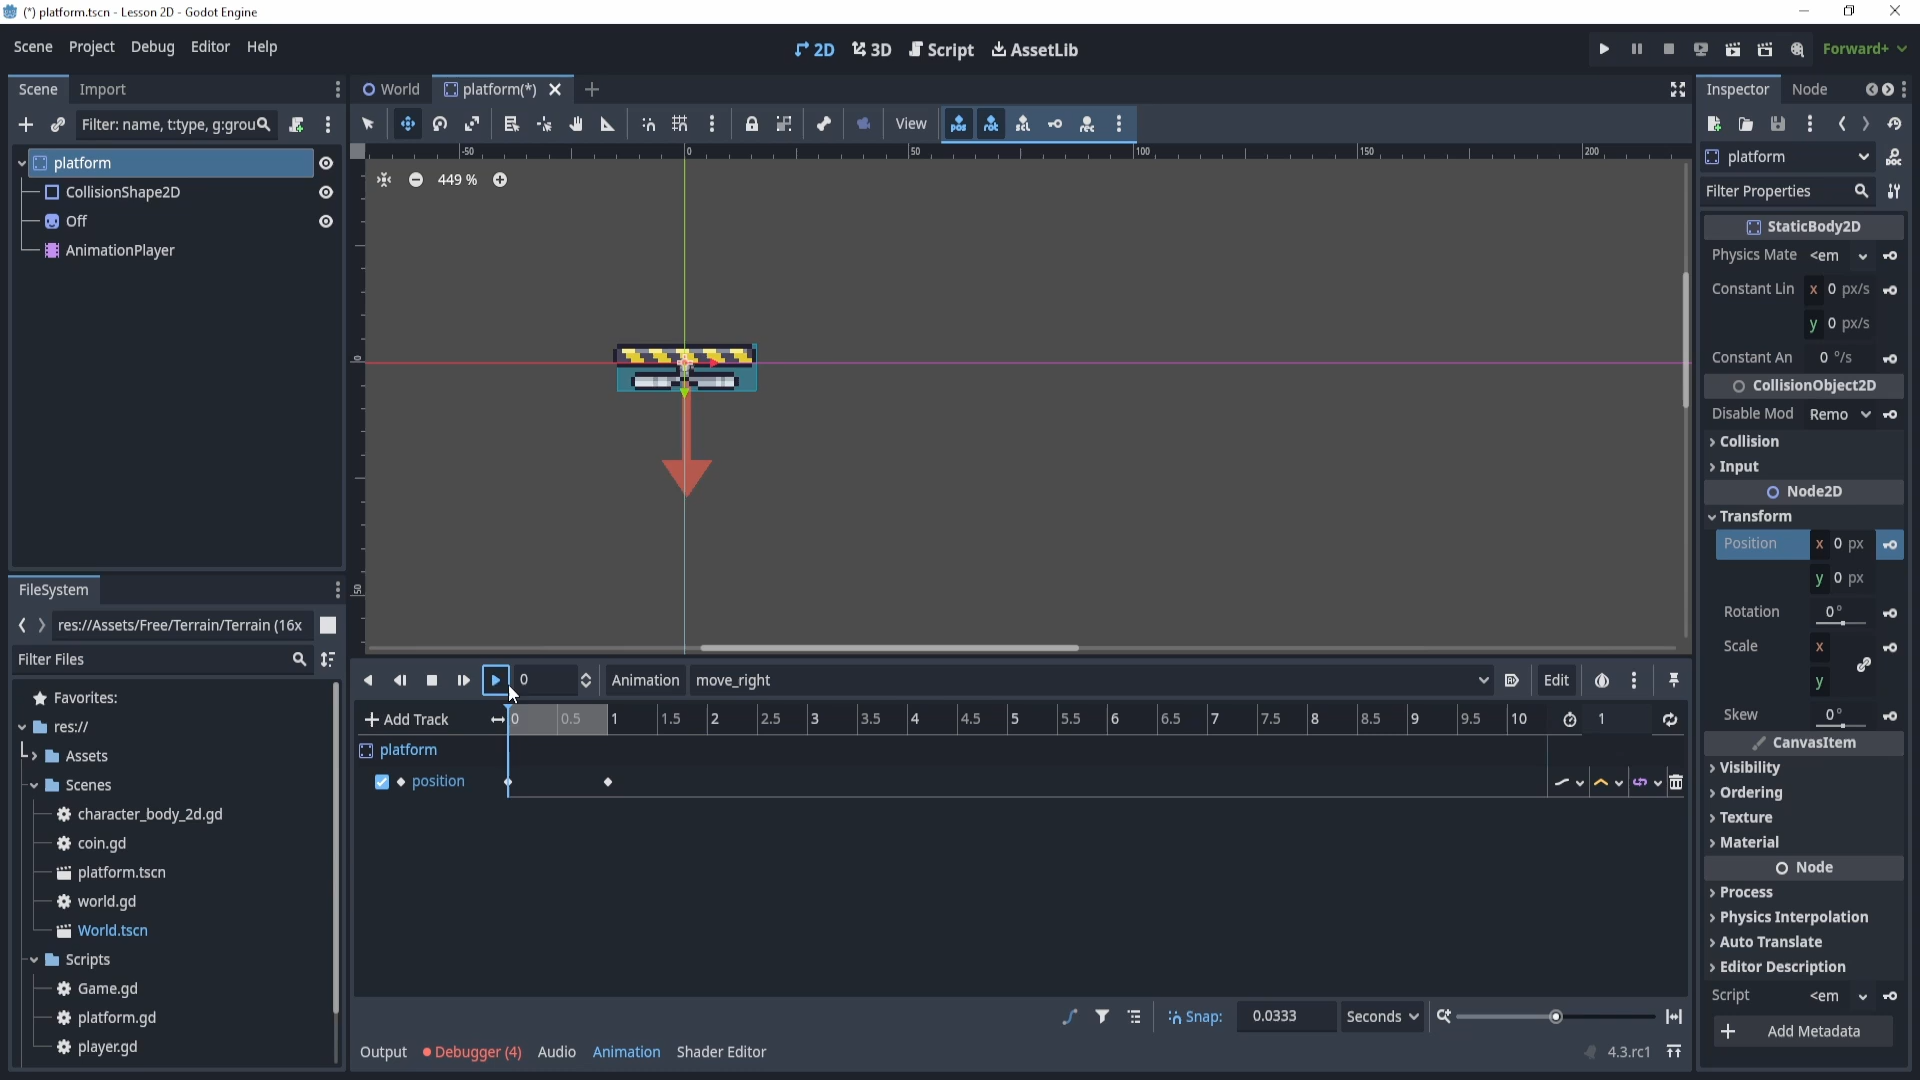 (*) platform.tscn - Lesson 2D - Godot Engine
Scene Project Debug Editor Help
2D 3D Script AssetLib
Forward+
Scene Import
World platform(*)
Inspector Node
Filter: name, t:type, g:grou
View
platform
CollisionShape2D
Off
AnimationPlayer
-50 0 50 100 150 200
449 %
0
50
platform
Filter Properties
StaticBody2D
Physics Mate <em
Constant Lin x 0 px/s
y 0 px/s
Constant An 0 °/s
CollisionObject2D
Disable Mod Remo
Collision
Input
Node2D
Transform
Position x 0 px
y 0 px
Rotation 0°
Scale x
y
Skew 0°
CanvasItem
Visibility
Ordering
Texture
Material
Node
Process
Physics Interpolation
Auto Translate
Editor Description
Script <em
Add Metadata
FileSystem
res://Assets/Free/Terrain/Terrain (16x
Filter Files
Favorites:
res://
Assets
Scenes
character_body_2d.gd
coin.gd
platform.tscn
world.gd
World.tscn
Scripts
Game.gd
platform.gd
player.gd
0 Animation move_right Edit
Add Track 0 0.5 1 1.5 2 2.5 3 3.5 4 4.5 5 5.5 6 6.5 7 7.5 8 8.5 9 9.5 10 1
platform
position
Snap: 0.0333 Seconds
Output Debugger (4) Audio Animation Shader Editor 4.3.rc1